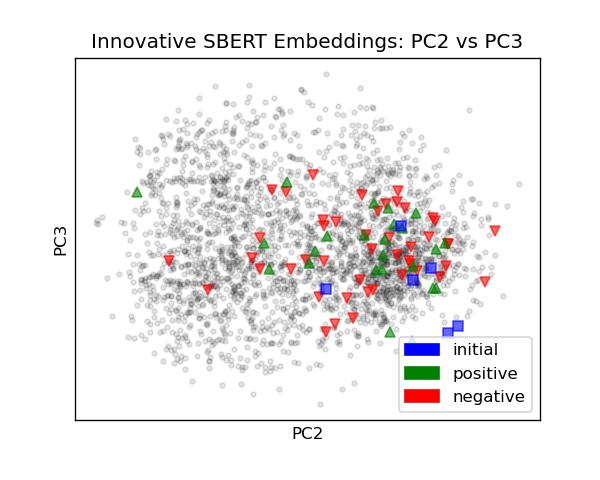 Innovative SBERT Embeddings: PC2 vs PC3
PC3
initial
positive
negative
PC2